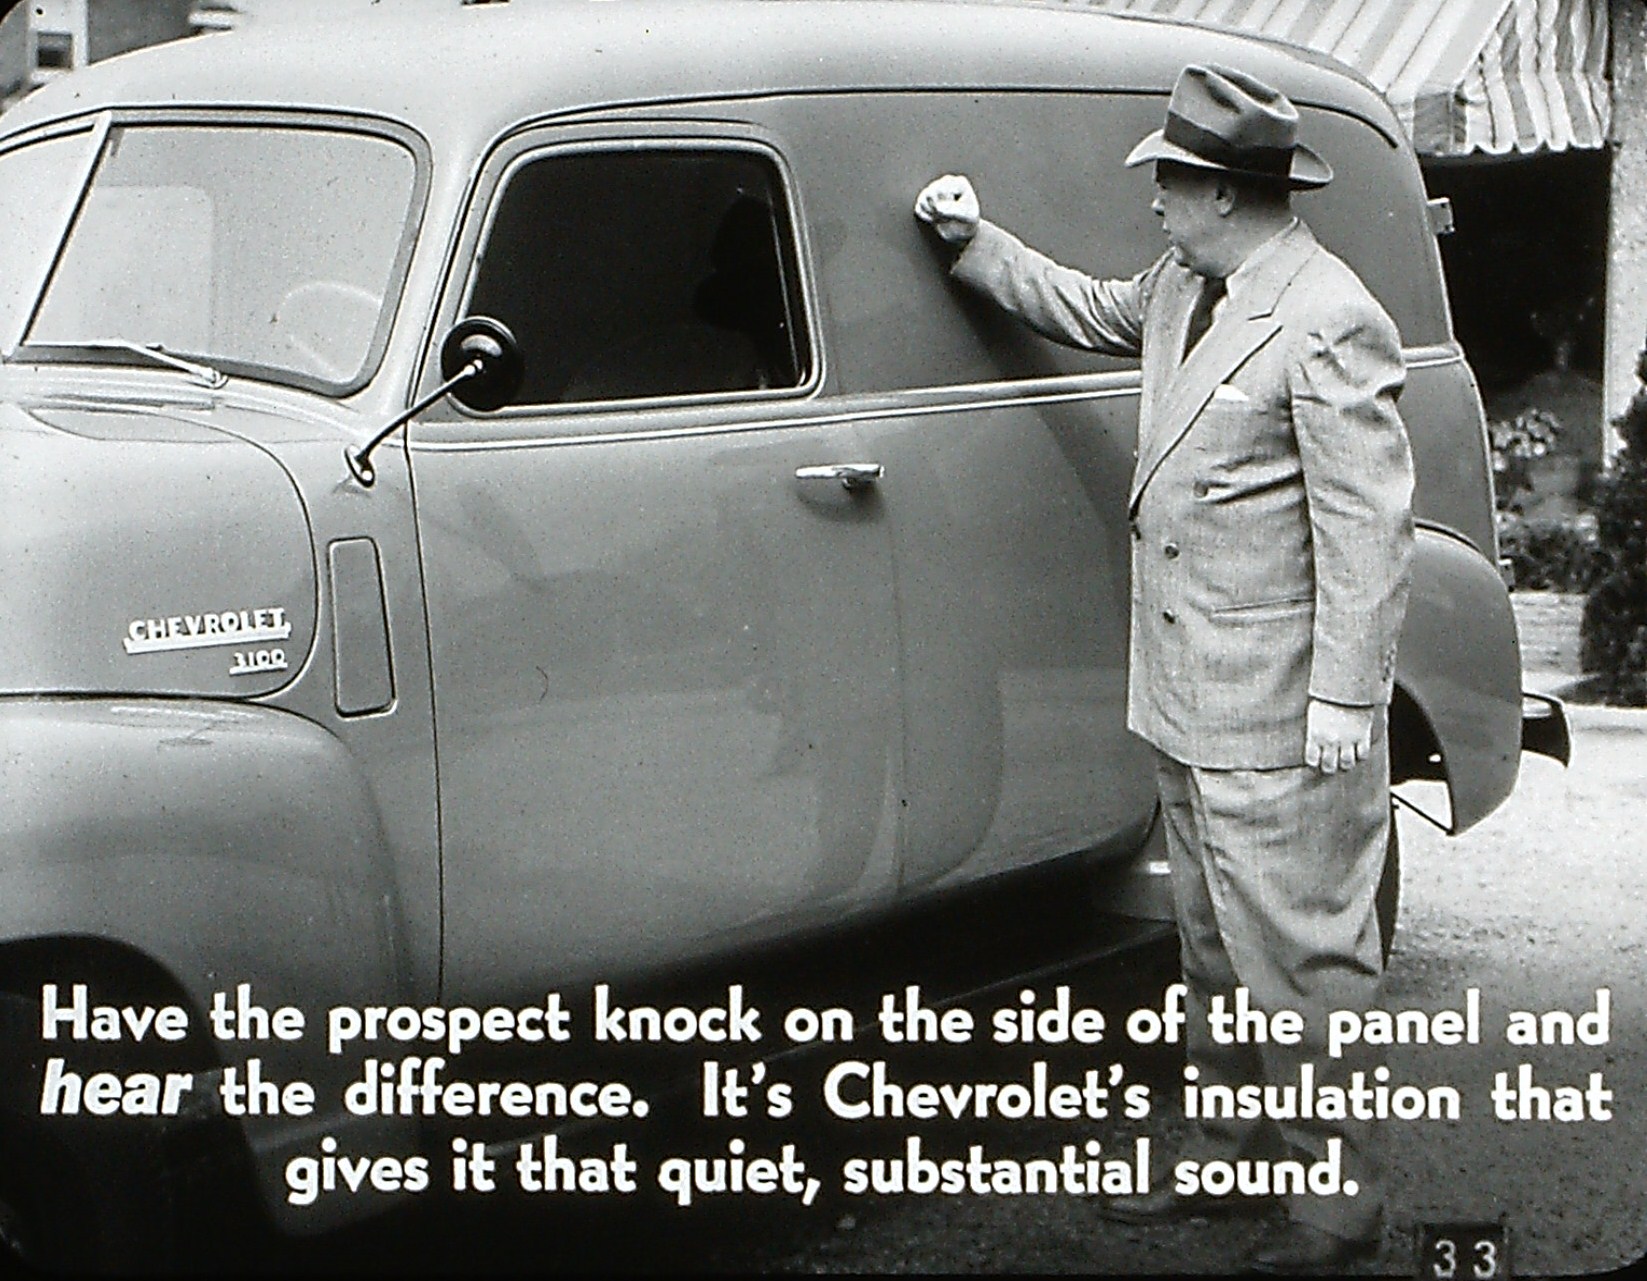 CHEVROLET
3100
Have the prospect knock on the side of the panel and
hear the difference. It's Chevrolet's insulation that
gives it that quiet, substantial sound.
33